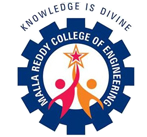 KNOWLEDGE IS DIVINE
MALLA REDDY COLLEGE OF ENGINEERING